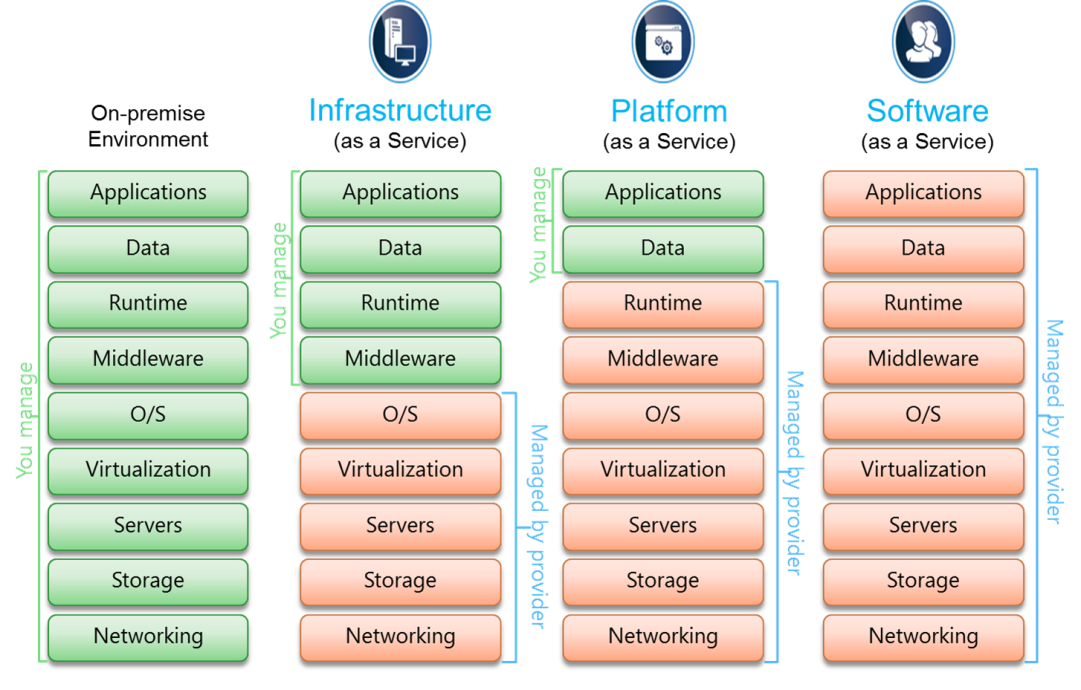 On-premise
Environment
You manage
Applications
Data
Runtime
Middleware
O/S
Virtualization
Servers
Storage
Networking
Infrastructure
(as a Service)
You manage
Applications
Data
Runtime
Middleware
O/S
Virtualization
Servers
Storage
Networking
Managed by provider
Platform
(as a Service)
You manage
Applications
Data
Runtime
Middleware
O/S
Virtualization
Servers
Storage
Networking
Managed by provider
Software
(as a Service)
Applications
Data
Runtime
Middleware
O/S
Virtualization
Servers
Storage
Networking
Managed by provider